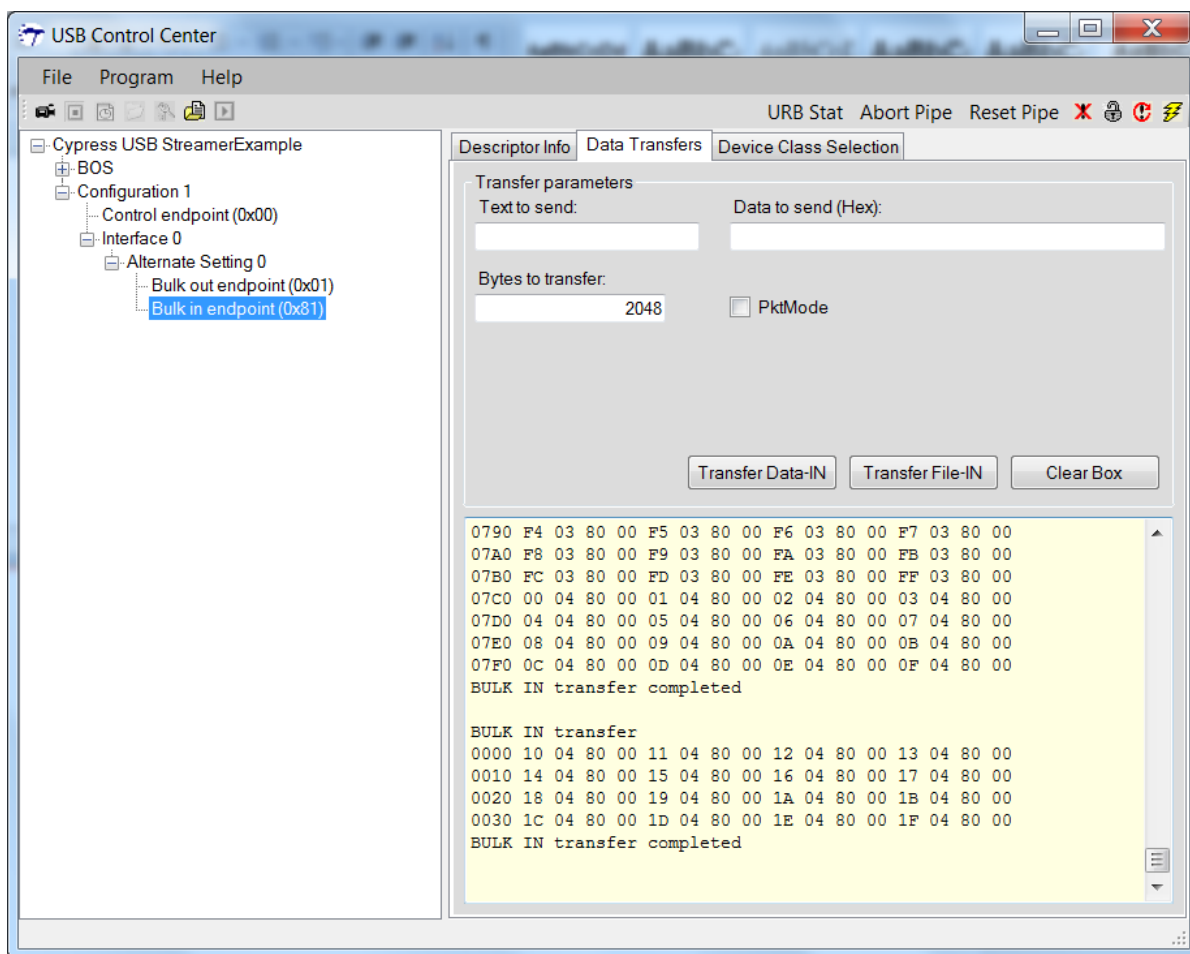 USB Control Center
File Program Help
URB Stat Abort Pipe Reset Pipe
Cypress USB StreamerExample
BOS
Configuration 1
Control endpoint (0x00)
Interface 0
Alternate Setting 0
Bulk out endpoint (0x01)
Bulk in endpoint (0x81)
Descriptor Info Data Transfers Device Class Selection
Transfer parameters
Text to send: Data to send (Hex):
Bytes to transfer:
2048 PktMode
Transfer Data-IN Transfer File-IN Clear Box
0790 F4 03 80 00 F5 03 80 00 F6 03 80 00 F7 03 80 00
07A0 F8 03 80 00 F9 03 80 00 FA 03 80 00 FB 03 80 00
07B0 FC 03 80 00 FD 03 80 00 FE 03 80 00 FF 03 80 00
07C0 00 04 80 00 01 04 80 00 02 04 80 00 03 04 80 00
07D0 04 04 80 00 05 04 80 00 06 04 80 00 07 04 80 00
07E0 08 04 80 00 09 04 80 00 0A 04 80 00 0B 04 80 00
07F0 0C 04 80 00 0D 04 80 00 0E 04 80 00 0F 04 80 00
BULK IN transfer completed
BULK IN transfer
0000 10 04 80 00 11 04 80 00 12 04 80 00 13 04 80 00
0010 14 04 80 00 15 04 80 00 16 04 80 00 17 04 80 00
0020 18 04 80 00 19 04 80 00 1A 04 80 00 1B 04 80 00
0030 1C 04 80 00 1D 04 80 00 1E 04 80 00 1F 04 80 00
BULK IN transfer completed